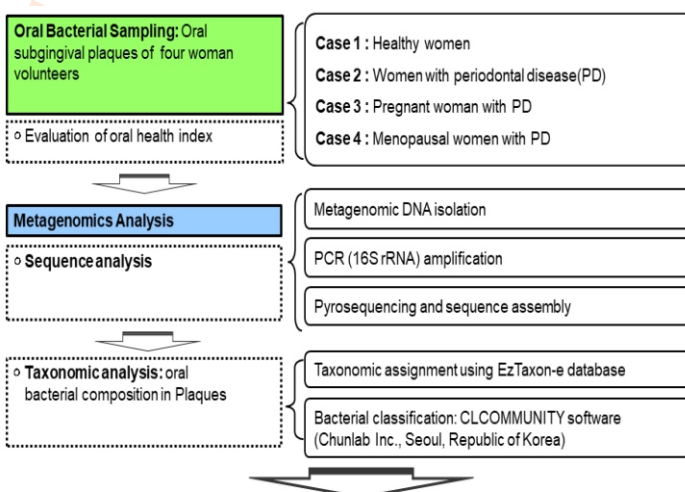 Oral Bacterial Sampling: Oral
subgingival plaques of four woman
volunteers
Evaluation of oral health index
Case 1 : Healthy women
Case 2 : Women with periodontal disease(PD)
Case 3 : Pregnant woman with PD
Case 4 : Menopausal women with PD
Metagenomics Analysis
Sequence analysis
Metagenomic DNA isolation
PCR (16S rRNA) amplification
Pyrosequencing and sequence assembly
Taxonomic analysis: oral
bacterial composition in Plaques
Taxonomic assignment using EzTaxon-e database
Bacterial classification: CLCOMMUNITY software
(Chunlab Inc., Seoul, Republic of Korea)